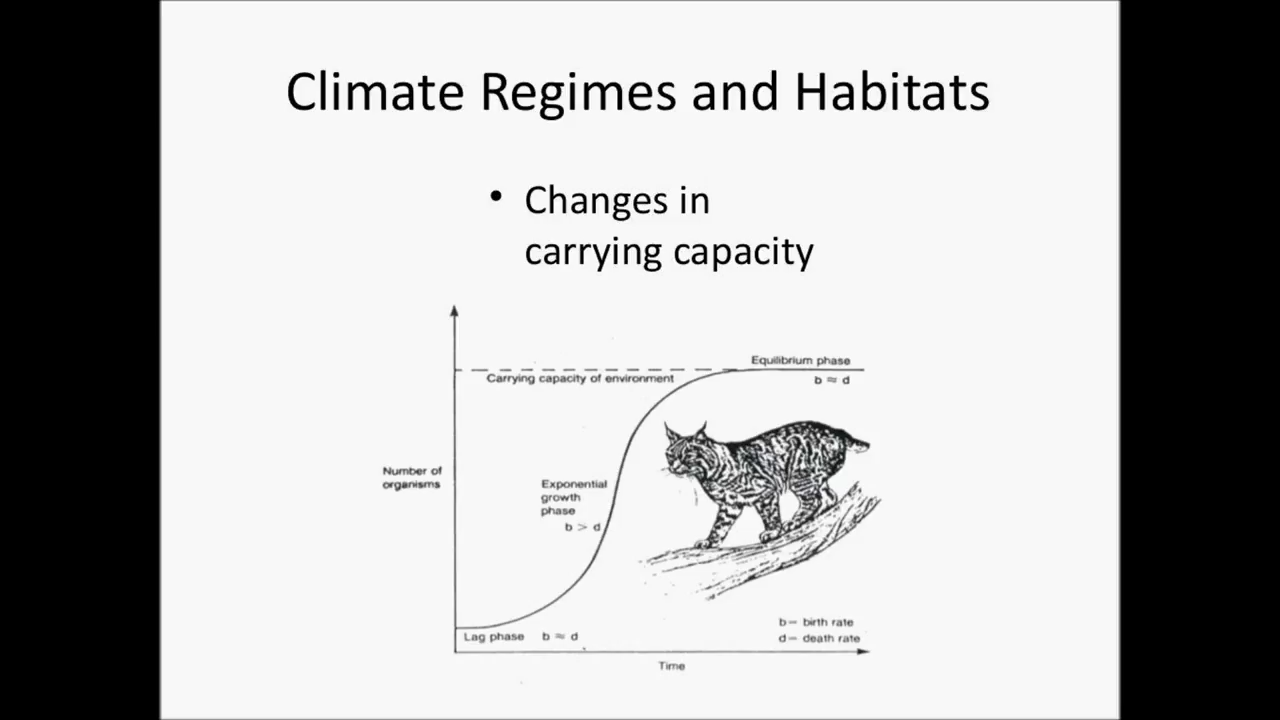 Climate Regimes and Habitats
• Changes in
carrying capacity
Equilibrium phase
Carrying capacity of environment
b ≈ d
Number of
organisms
Exponential
growth
phase
b > d
b = birth rate
Lag phase b ≈ d
d = death rate
Time